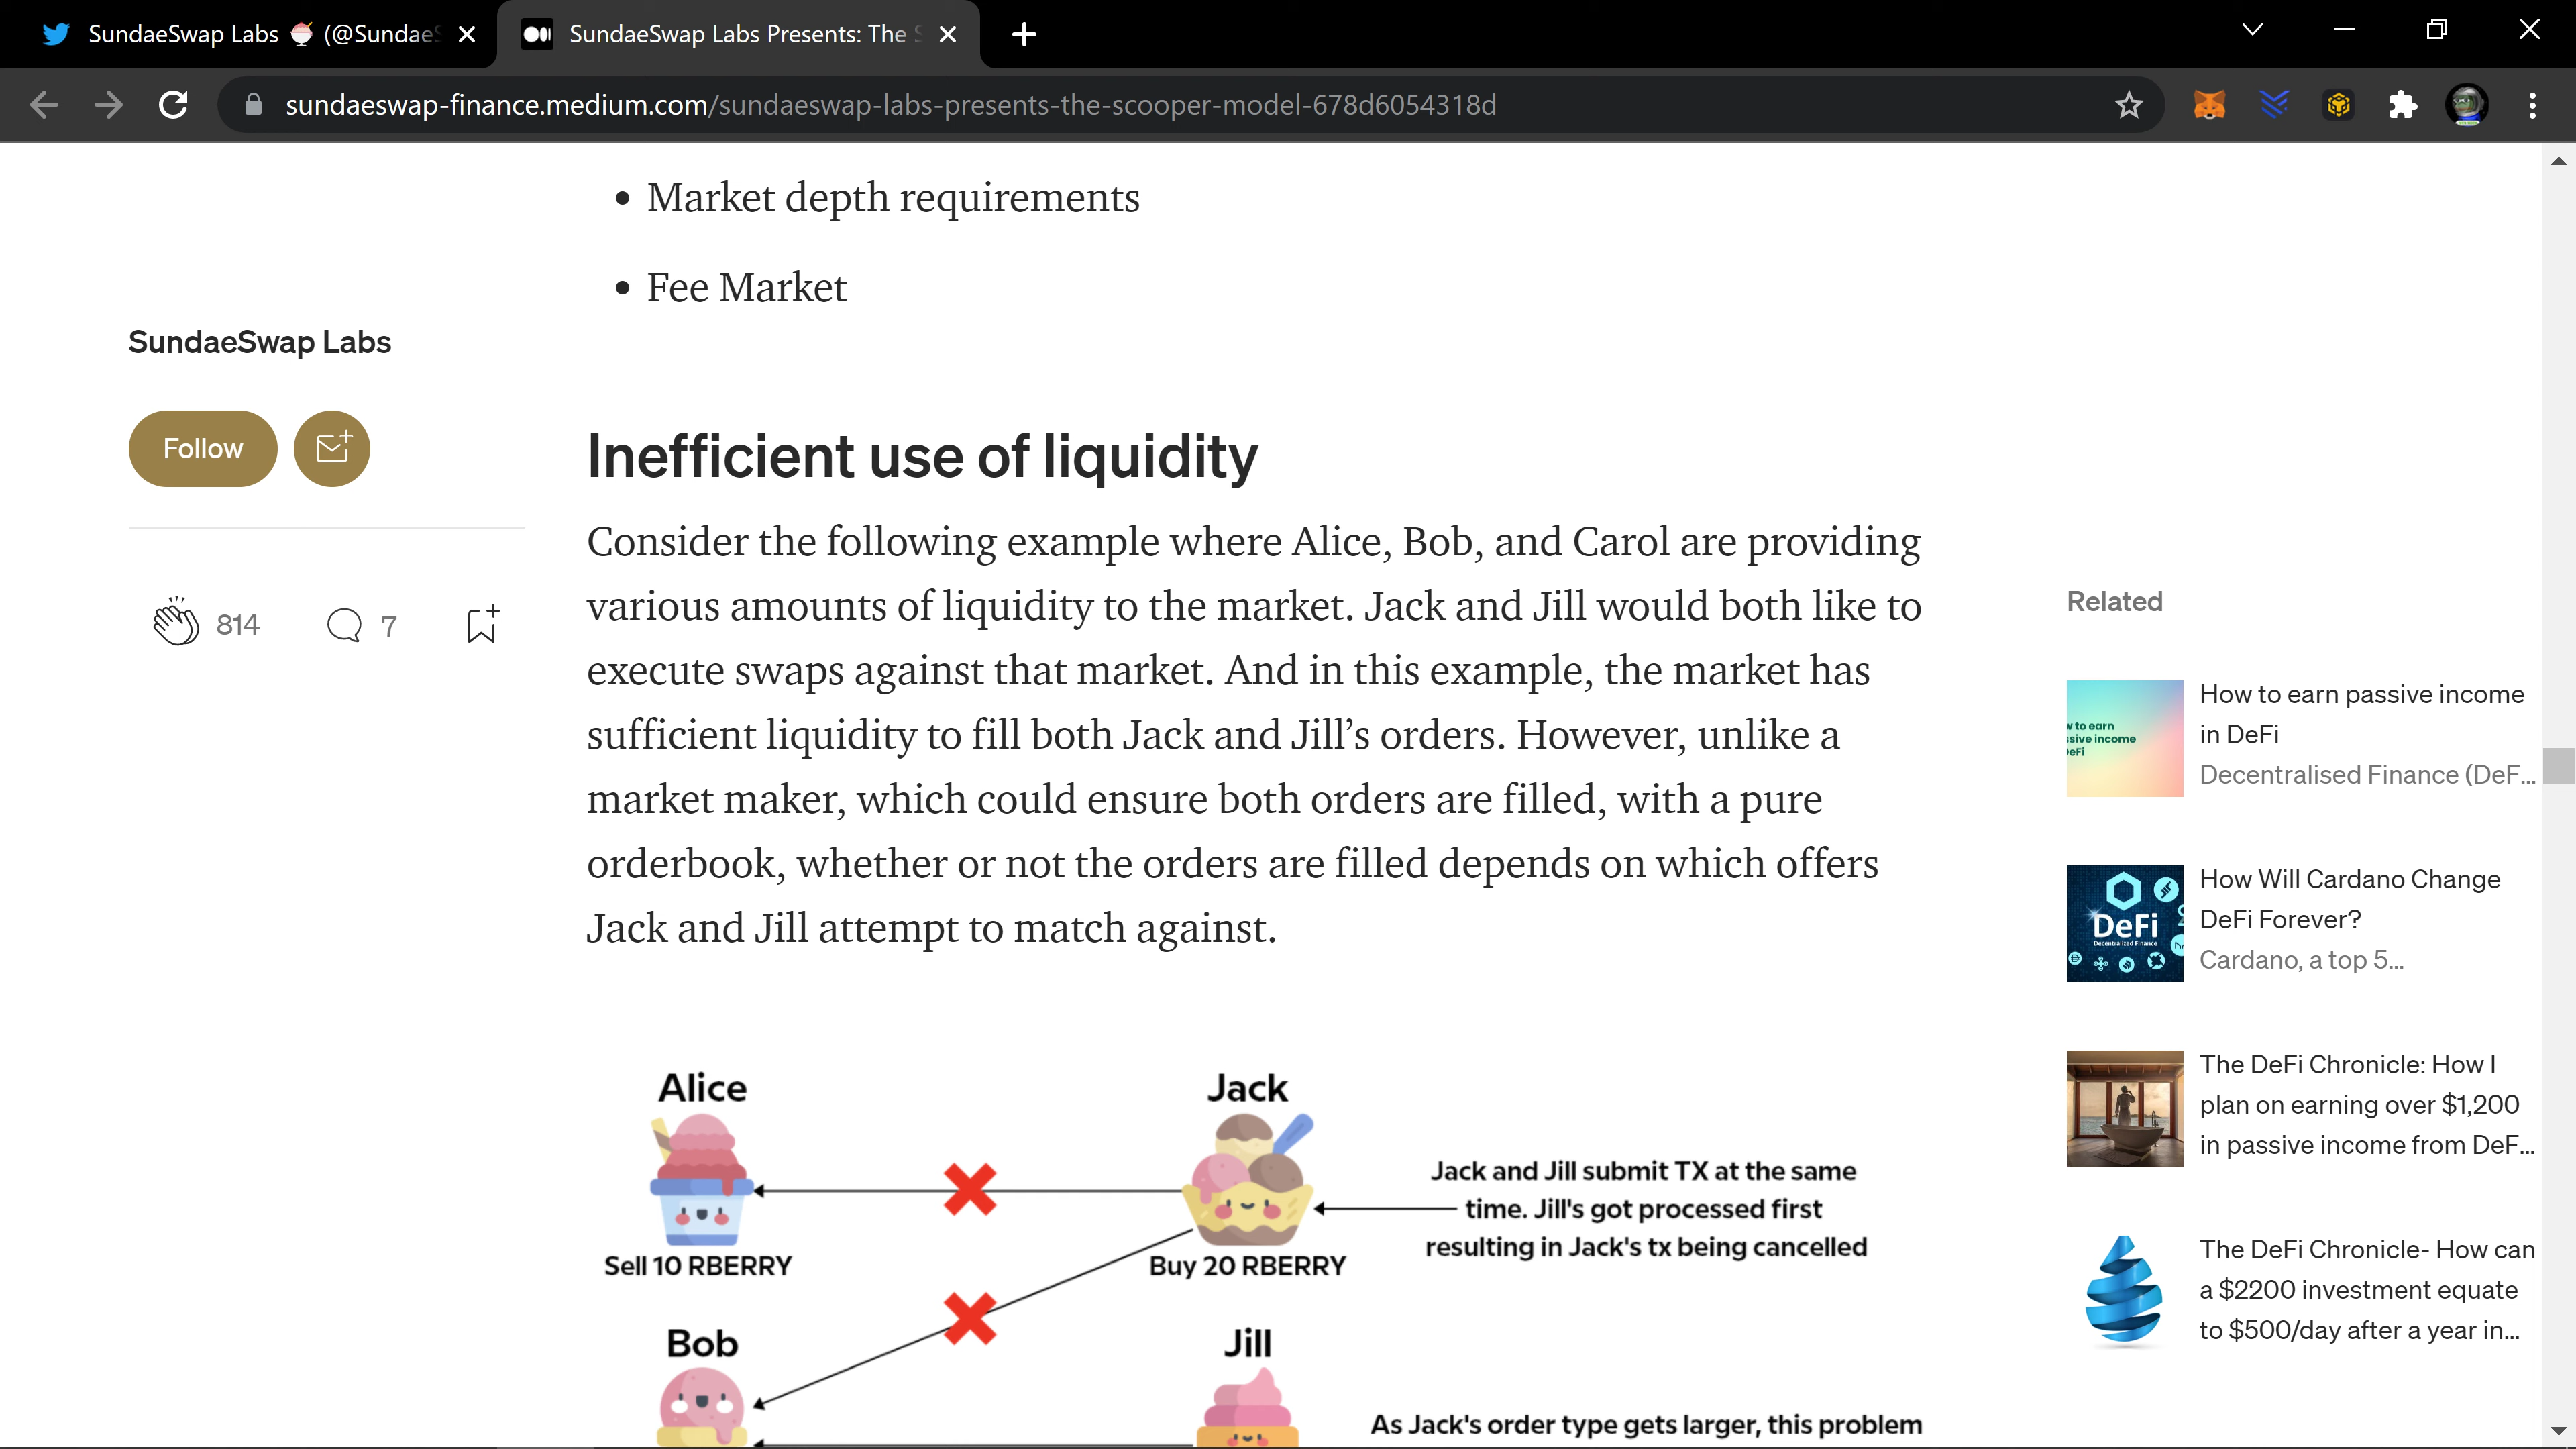 SundaeSwap Labs 🍨 (@SundaeS
SundaeSwap Labs Presents: The S
sundaeswap-finance.medium.com/sundaeswap-labs-presents-the-scooper-model-678d6054318d
• Market depth requirements
• Fee Market
SundaeSwap Labs
Follow
814
7
Inefficient use of liquidity
Consider the following example where Alice, Bob, and Carol are providing
various amounts of liquidity to the market. Jack and Jill would both like to
execute swaps against that market. And in this example, the market has
sufficient liquidity to fill both Jack and Jill’s orders. However, unlike a
market maker, which could ensure both orders are filled, with a pure
orderbook, whether or not the orders are filled depends on which offers
Jack and Jill attempt to match against.
Alice
Sell 10 RBERRY
Jack
Buy 20 RBERRY
Jack and Jill submit TX at the same
time. Jill's got processed first
resulting in Jack's tx being cancelled
Bob
Jill
As Jack's order type gets larger, this problem
Related
w to earn
ssive income
DeFi
How to earn passive income
in DeFi
Decentralised Finance (DeF...
DeFi
Decentralized Finance
How Will Cardano Change
DeFi Forever?
Cardano, a top 5...
The DeFi Chronicle: How I
plan on earning over $1,200
in passive income from DeF...
The DeFi Chronicle- How can
a $2200 investment equate
to $500/day after a year in...